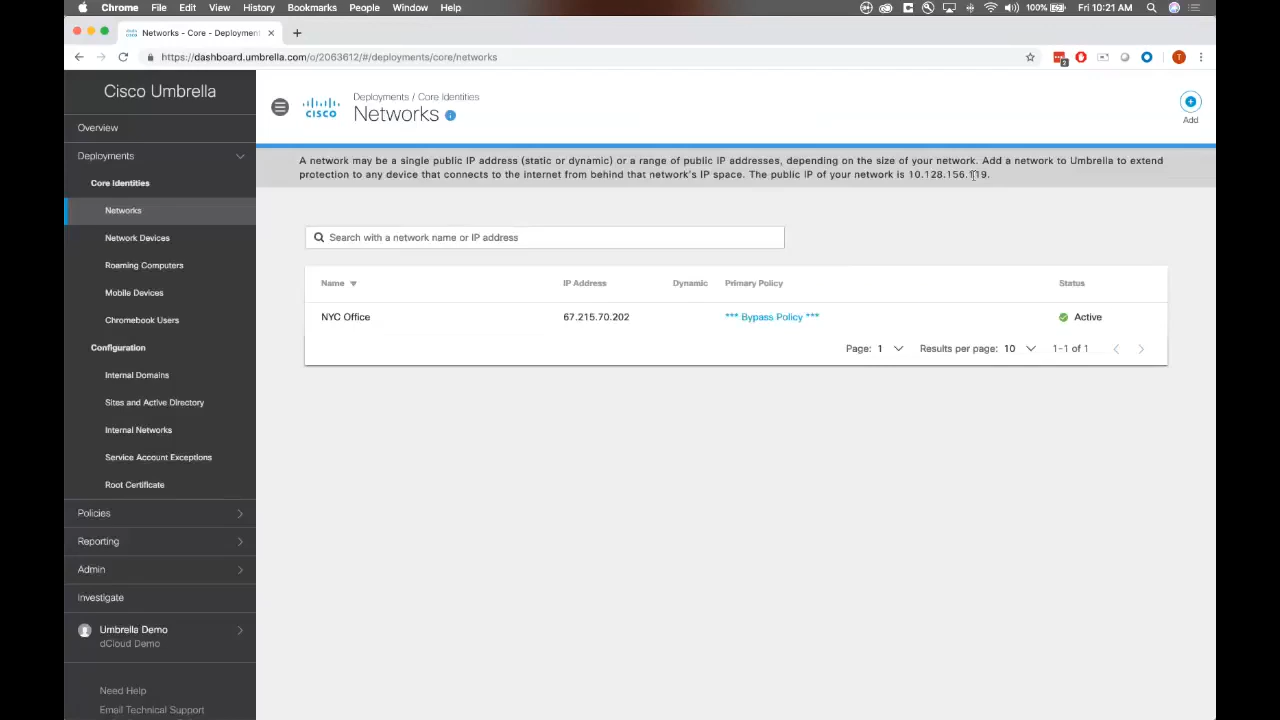 Chrome File Edit View History Bookmarks People Window Help 100% Fri 10:21 AM
Networks - Core - Deployment
https://dashboard.umbrella.com/o/2063612/#/deployments/core/networks
2
T
Cisco Umbrella
Overview
Deployments
Core Identities
Networks
Network Devices
Roaming Computers
Mobile Devices
Chromebook Users
Configuration
Internal Domains
Sites and Active Directory
Internal Networks
Service Account Exceptions
Root Certificate
Policies
Reporting
Admin
Investigate
Umbrella Demo
dCloud Demo
Need Help
Email Technical Support
CISCO
Deployments / Core Identities
Networks
Add
A network may be a single public IP address (static or dynamic) or a range of public IP addresses, depending on the size of your network. Add a network to Umbrella to extend
protection to any device that connects to the internet from behind that network's IP space. The public IP of your network is 10.128.156.119.
Search with a network name or IP address
Name IP Address Dynamic Primary Policy Status
NYC Office 67.215.70.202 *** Bypass Policy *** Active
Page: 1 Results per page: 10 1-1 of 1